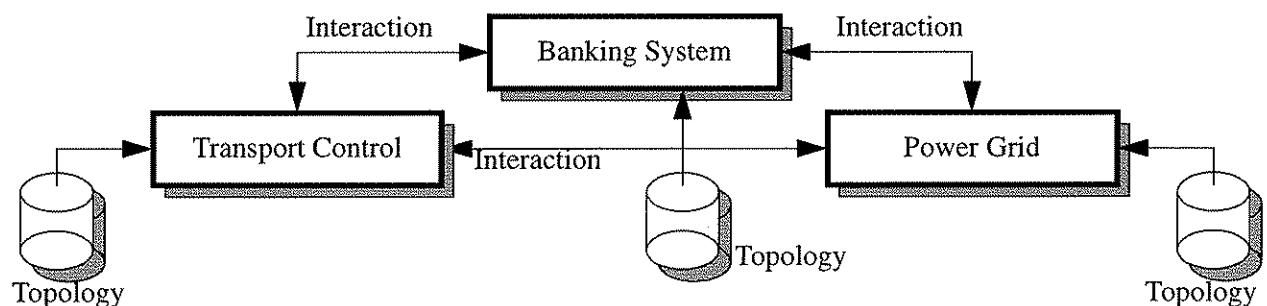 Interaction
Interaction
Banking System
Transport Control
Interaction
Power Grid
Topology
Topology
Topology